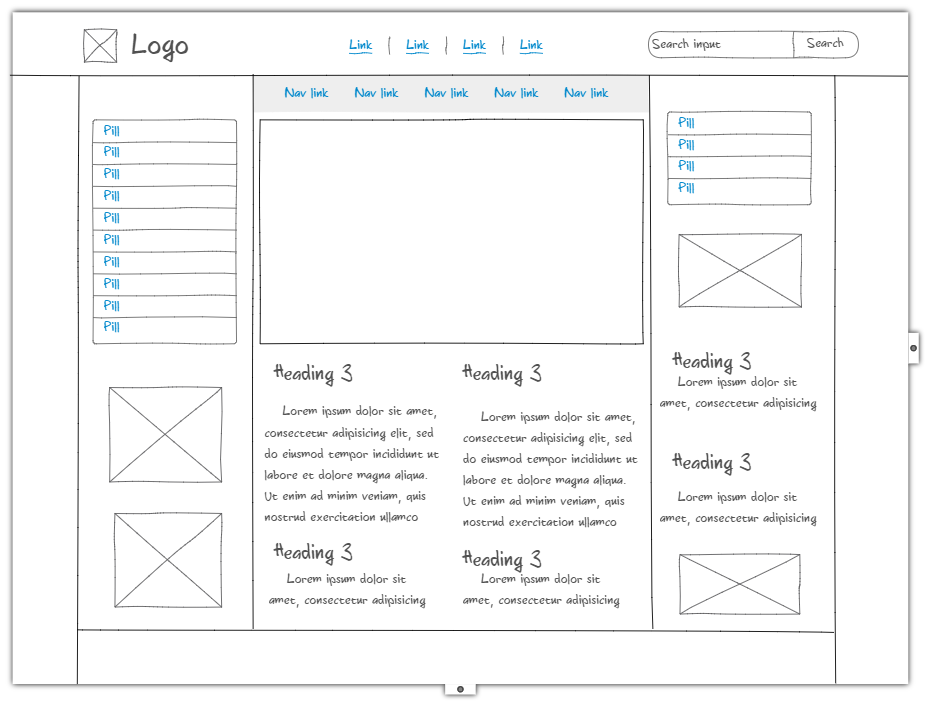 Logo
Link | Link | Link | Link
Search input
Search
Nav link Nav link Nav link Nav link Nav link
Pill
Pill
Pill
Pill
Pill
Pill
Pill
Pill
Pill
Pill
Heading 3
Lorem ipsum dolor sit amet,
consectetur adipisicing elit, sed
do eiusmod tempor incididunt ut
labore et dolore magna aliqua.
Ut enim ad minim veniam, quis
nostrud exercitation ullamco
Heading 3
Lorem ipsum dolor sit
amet, consectetur adipisicing
Heading 3
Lorem ipsum dolor sit amet,
consectetur adipisicing elit, sed
do eiusmod tempor incididunt ut
labore et dolore magna aliqua.
Ut enim ad minim veniam, quis
nostrud exercitation ullamco
Heading 3
Lorem ipsum dolor sit
amet, consectetur adipisicing
Pill
Pill
Pill
Pill
Heading 3
Lorem ipsum dolor sit
amet, consectetur adipisicing
Heading 3
Lorem ipsum dolor sit
amet, consectetur adipisicing